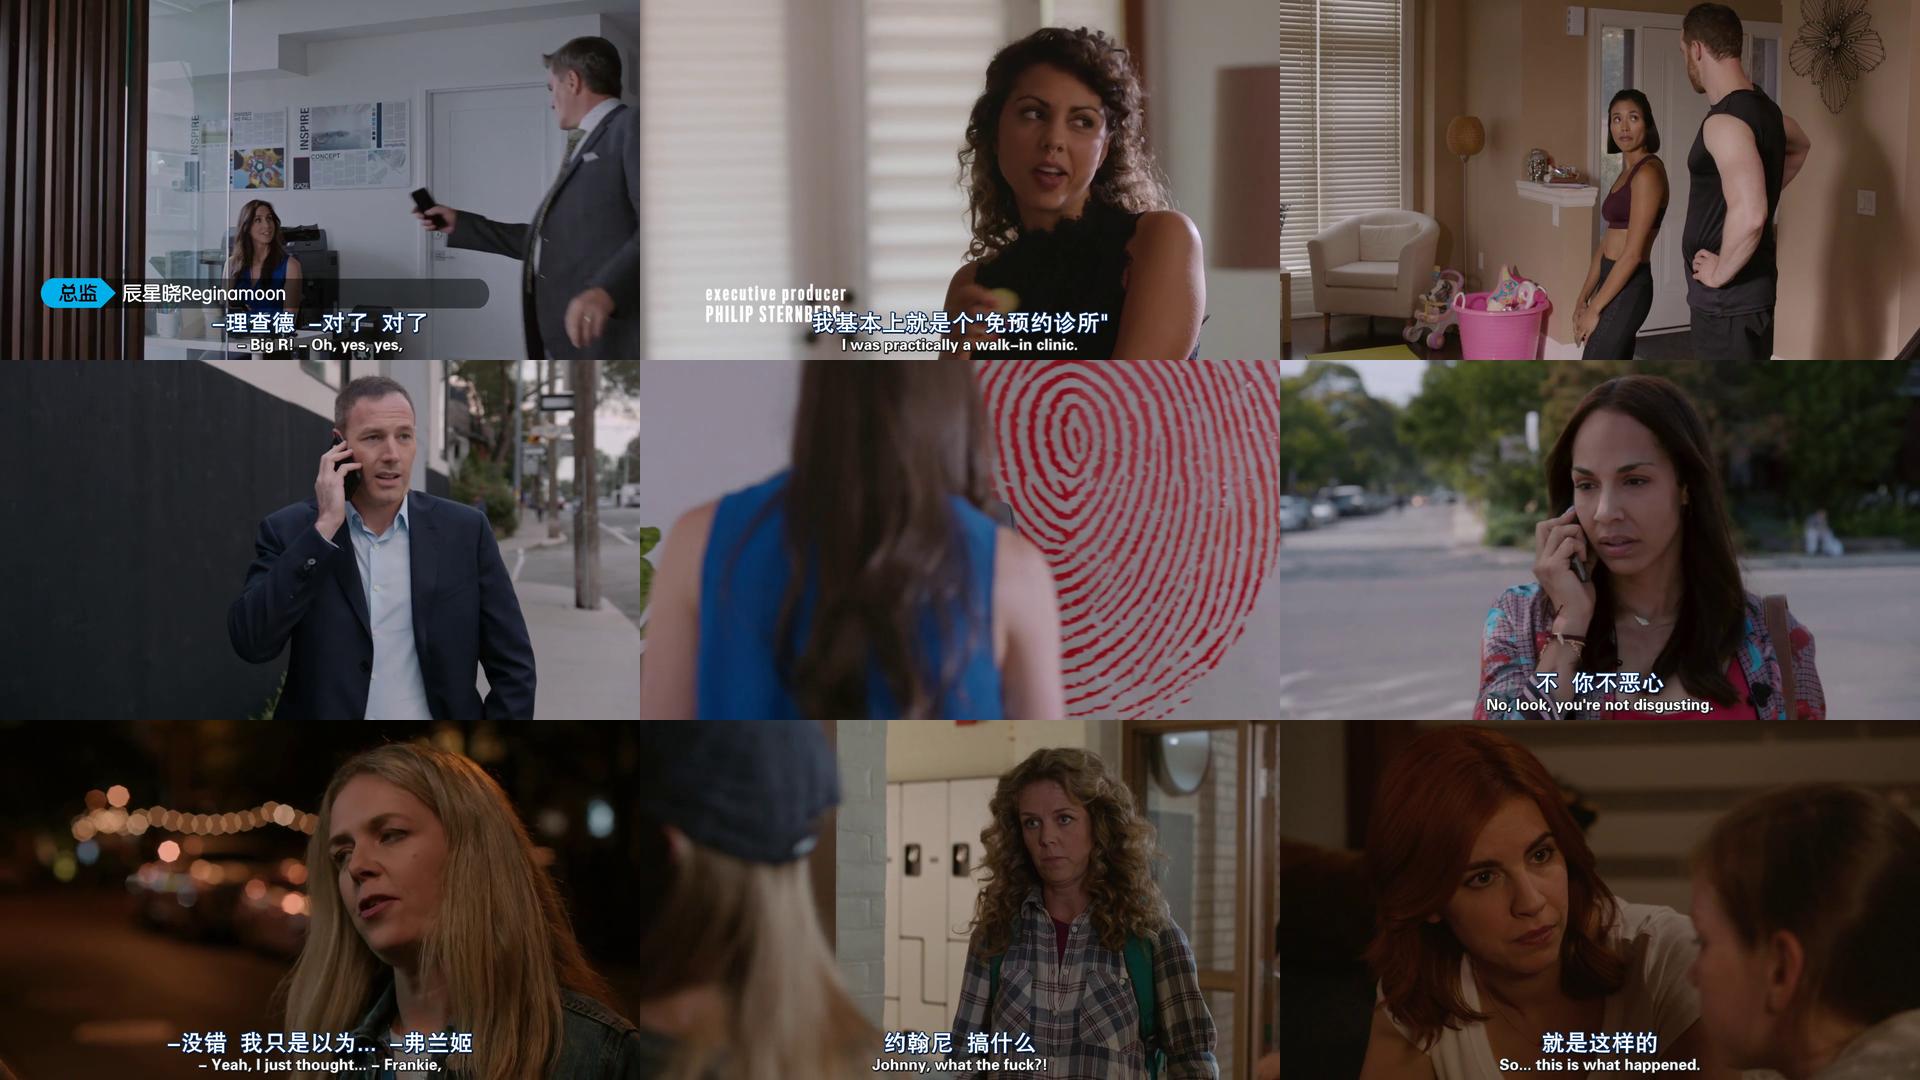 INSPIRE
INSPIRE
CONCEPT
GAZE
总监 辰星晓Reginamoon
–理查德 –对了 对了
– Big R! – Oh, yes, yes,
executive producer
PHILIP STERNBERG
我基本上就是个"免预约诊所"
I was practically a walk–in clinic.
不 你不恶心
No, look, you're not disgusting.
–没错 我只是以为... –弗兰姬
– Yeah, I just thought... – Frankie,
约翰尼 搞什么
Johnny, what the fuck?!
就是这样的
So... this is what happened.